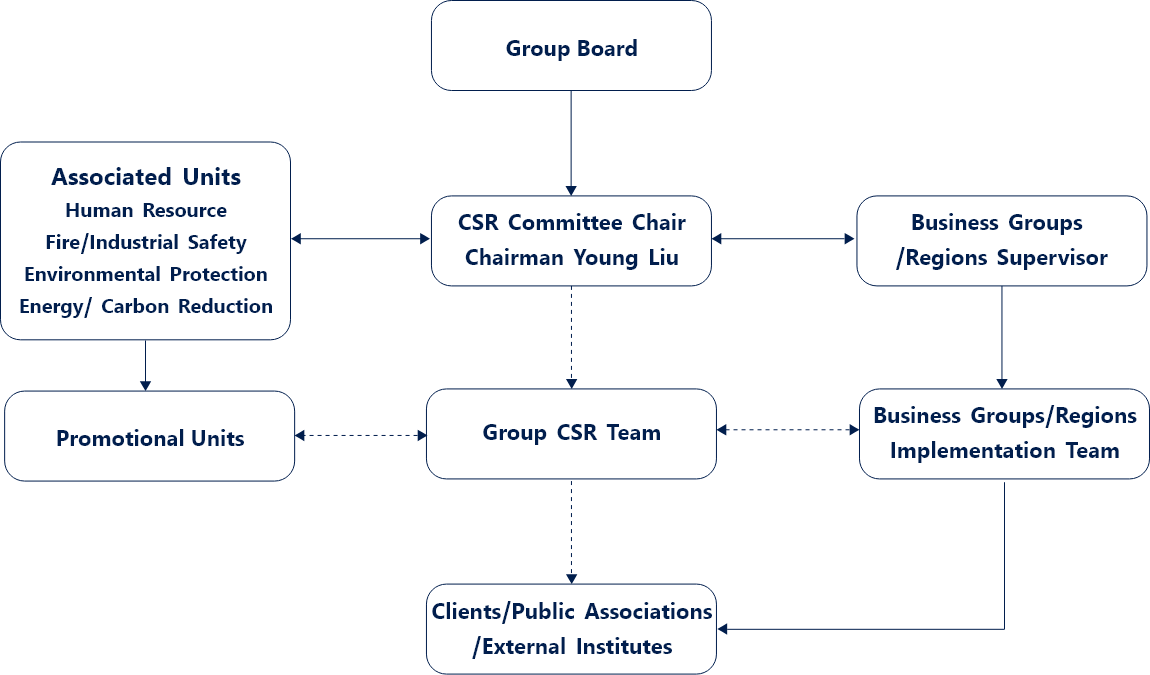 Group Board
Associated Units
Human Resource
Fire/Industrial Safety
Environmental Protection
Energy/ Carbon Reduction
CSR Committee Chair
Chairman Young Liu
Business Groups
/Regions Supervisor
Promotional Units
Group CSR Team
Business Groups/Regions
Implementation Team
Clients/Public Associations
/External Institutes